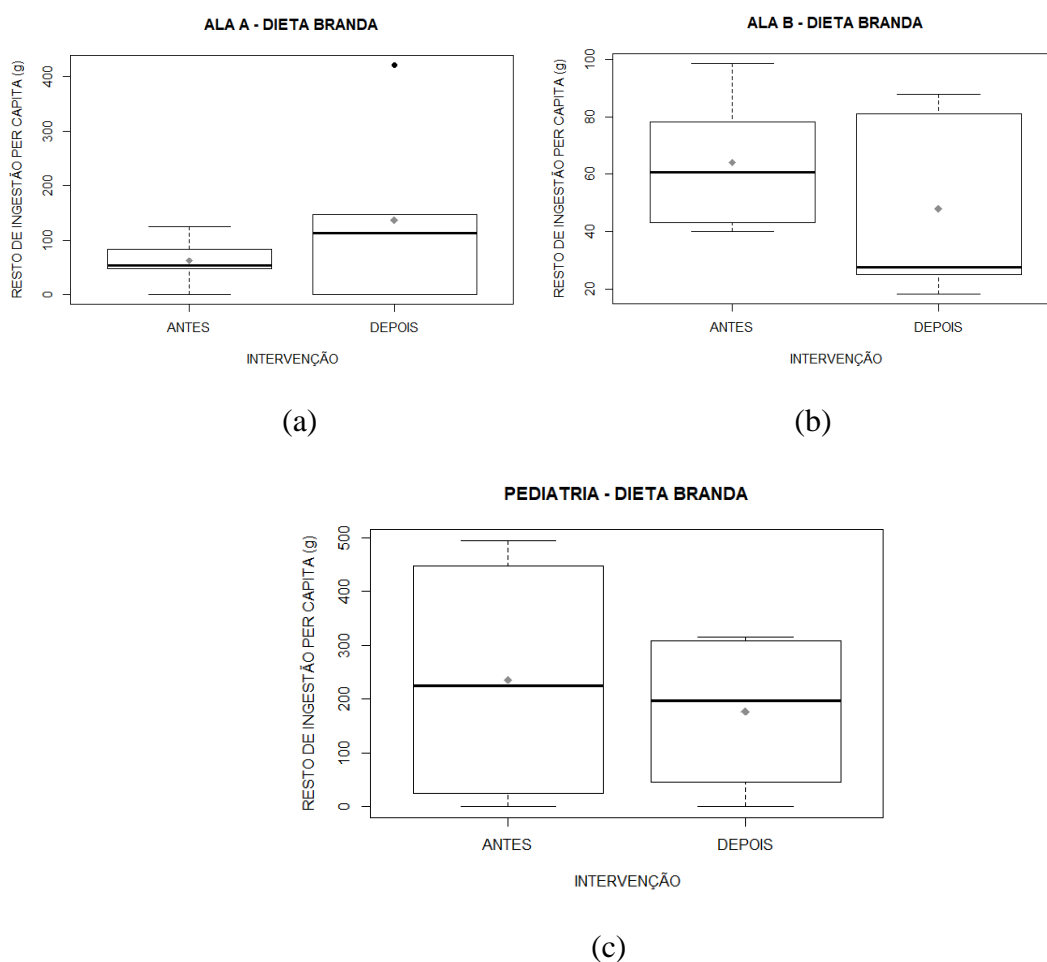 ALA A - DIETA BRANDA
RESTO DE INGESTÃO PER CAPITA (g)
400
300
200
100
0
ANTES DEPOIS
INTERVENÇÃO
(a)
ALA B - DIETA BRANDA
RESTO DE INGESTÃO PER CAPITA (g)
100
80
60
40
20
ANTES DEPOIS
INTERVENÇÃO
(b)
PEDIATRIA - DIETA BRANDA
RESTO DE INGESTÃO PER CAPITA (g)
500
400
300
200
100
0
ANTES DEPOIS
INTERVENÇÃO
(c)